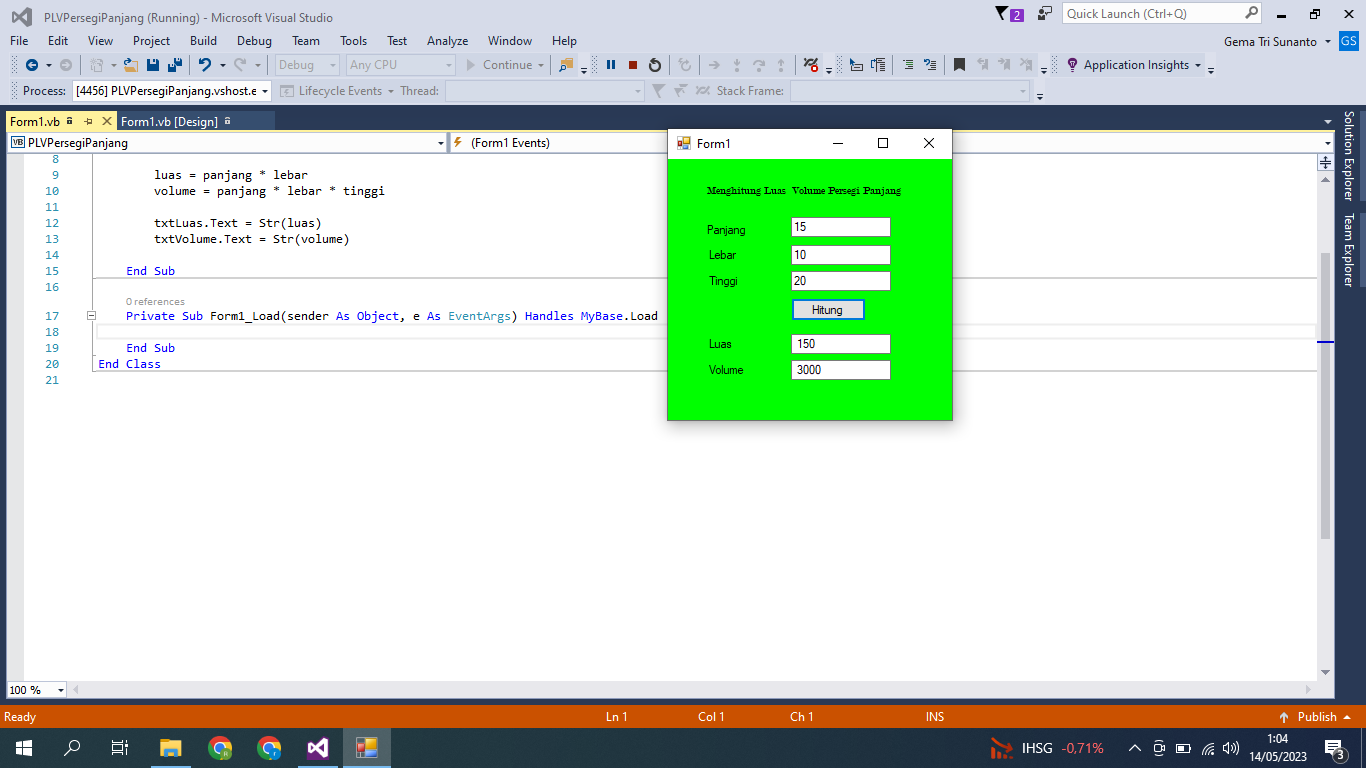 PLVPersegiPanjang (Running) - Microsoft Visual Studio
2
Quick Launch (Ctrl+Q)
File Edit View Project Build Debug Team Tools Test Analyze Window Help
Gema Tri Sunanto
GS
Debug Any CPU Continue Application Insights
Process: [4456] PLVPersegiPanjang.vshost.e Lifecycle Events Thread: Stack Frame:
Form1.vb Form1.vb [Design]
VB PLVPersegiPanjang (Form1 Events)
8
9 luas = panjang * lebar
10 volume = panjang * lebar * tinggi
11
12 txtLuas.Text = Str(luas)
13 txtVolume.Text = Str(volume)
14
15 End Sub
16
0 references
17 Private Sub Form1_Load(sender As Object, e As EventArgs) Handles MyBase.Load
18
19 End Sub
20 End Class
21
Form1
Menghitung Luas Volume Persegi Panjang
Panjang 15
Lebar 10
Tinggi 20
Hitung
Luas 150
Volume 3000
Solution Explorer
Team Explorer
100 %
Ready Ln 1 Col 1 Ch 1 INS Publish
IHSG -0,71%
1:04
14/05/2023
3